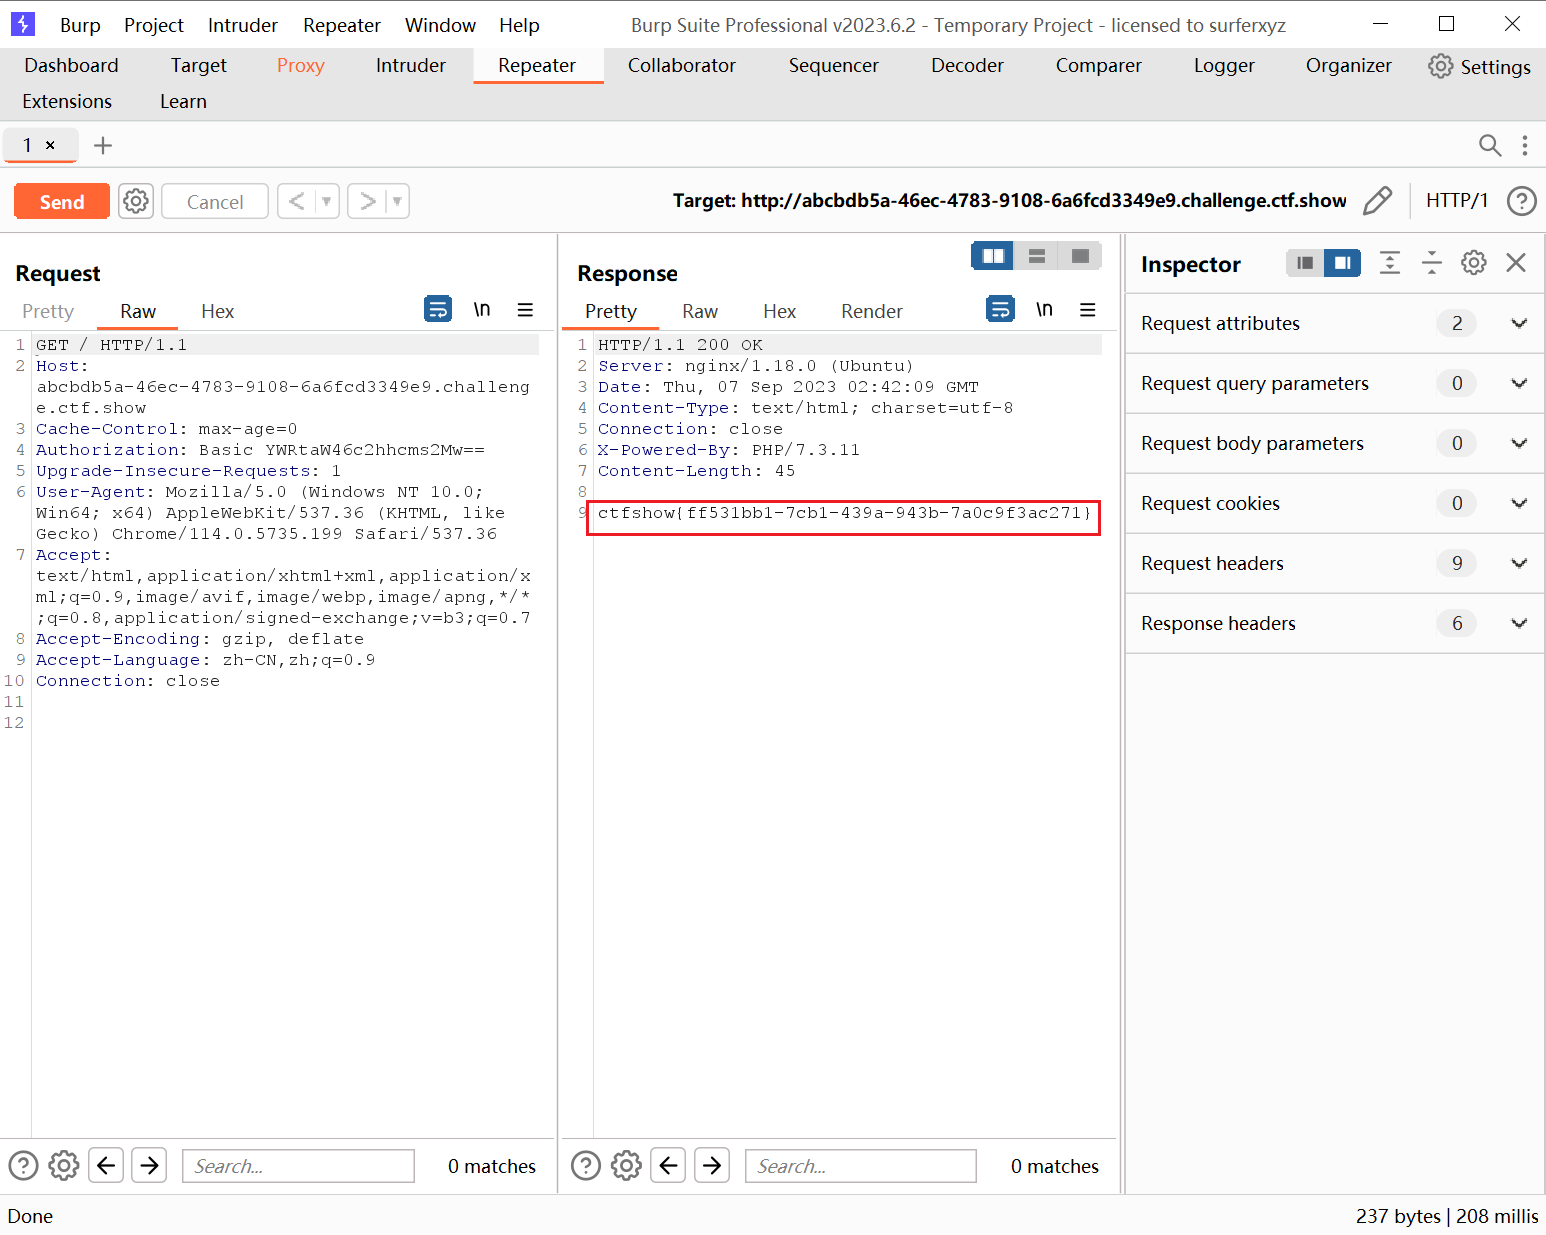 Burp Project Intruder Repeater Window Help Burp Suite Professional v2023.6.2 - Temporary Project - licensed to surferxyz
Dashboard Target Proxy Intruder Repeater Collaborator Sequencer Decoder Comparer Logger Organizer Settings
Extensions Learn
1 × +
Send Cancel < > Target: http://abcbdb5a-46ec-4783-9108-6a6fcd3349e9.challenge.ctf.show HTTP/1 ?
Request
Pretty Raw Hex \n
1 GET / HTTP/1.1
2 Host:
abcbdb5a-46ec-4783-9108-6a6fcd3349e9.challeng
e.ctf.show
3 Cache-Control: max-age=0
4 Authorization: Basic YWRtaW46c2hhcms2Mw==
5 Upgrade-Insecure-Requests: 1
6 User-Agent: Mozilla/5.0 (Windows NT 10.0;
Win64; x64) AppleWebKit/537.36 (KHTML, like
Gecko) Chrome/114.0.5735.199 Safari/537.36
7 Accept:
text/html,application/xhtml+xml,application/x
ml;q=0.9,image/avif,image/webp,image/apng,*/*
;q=0.8,application/signed-exchange;v=b3;q=0.7
8 Accept-Encoding: gzip, deflate
9 Accept-Language: zh-CN,zh;q=0.9
10 Connection: close
11
12
? Search... 0 matches
Response
Pretty Raw Hex Render \n
1 HTTP/1.1 200 OK
2 Server: nginx/1.18.0 (Ubuntu)
3 Date: Thu, 07 Sep 2023 02:42:09 GMT
4 Content-Type: text/html; charset=utf-8
5 Connection: close
6 X-Powered-By: PHP/7.3.11
7 Content-Length: 45
8
9 ctfshow{ff531bb1-7cb1-439a-943b-7a0c9f3ac271}
? Search... 0 matches
Inspector
Request attributes 2
Request query parameters 0
Request body parameters 0
Request cookies 0
Request headers 9
Response headers 6
Done 237 bytes | 208 millis